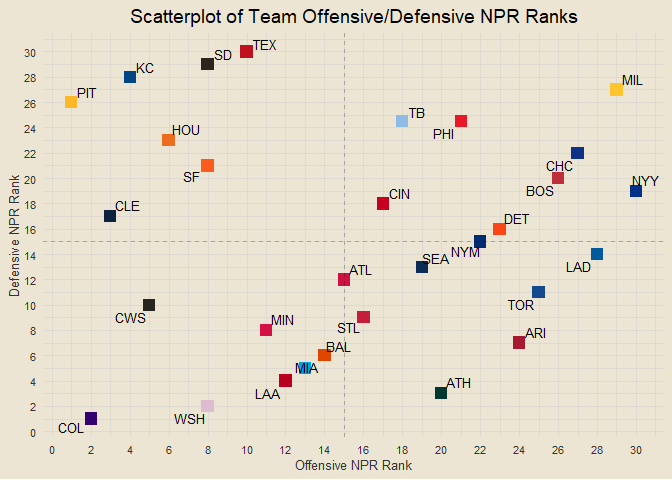 Scatterplot of Team Offensive/Defensive NPR Ranks
30
28
26
24
22
20
18
16
14
12
10
8
6
4
2
0
Defensive NPR Rank
TEX
SD
KC
MIL
PIT
TB
PHI
HOU
CHC
SF
BOS
NYY
CIN
CLE
DET
NYM
SEA
LAD
ATL
TOR
CWS
MIN
STL
ARI
BAL
MIA
LAA
ATH
WSH
COL
0 2 4 6 8 10 12 14 16 18 20 22 24 26 28 30
Offensive NPR Rank